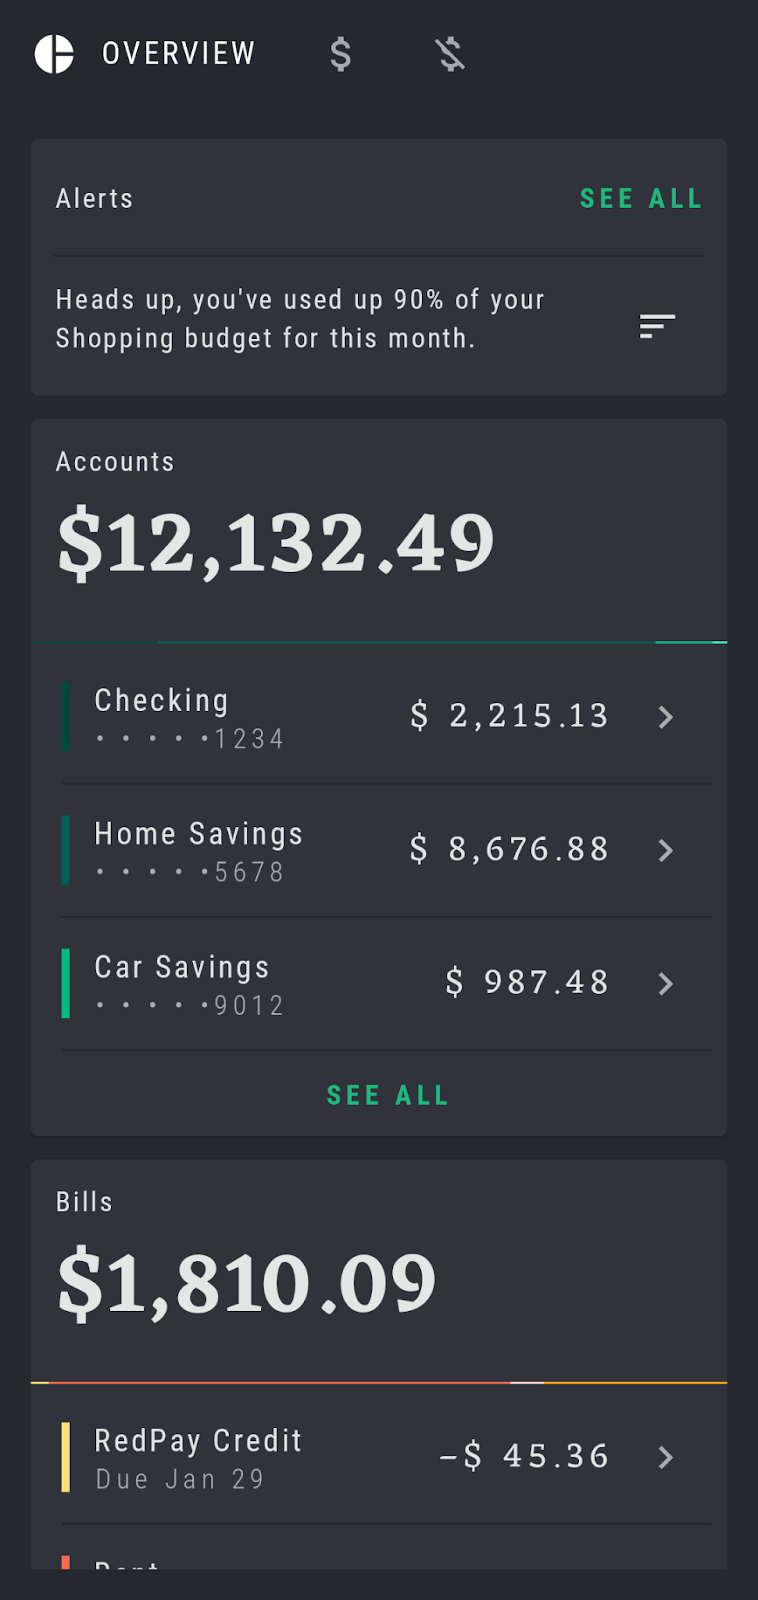 OVERVIEW
Alerts
SEE ALL
Heads up, you've used up 90% of your
Shopping budget for this month.
Accounts
$12,132.49
Checking
$ 2,215.13
• • • • •1234
Home Savings
$ 8,676.88
• • • • •5678
Car Savings
$ 987.48
• • • • •9012
SEE ALL
Bills
$1,810.09
RedPay Credit
–$ 45.36
Due Jan 29